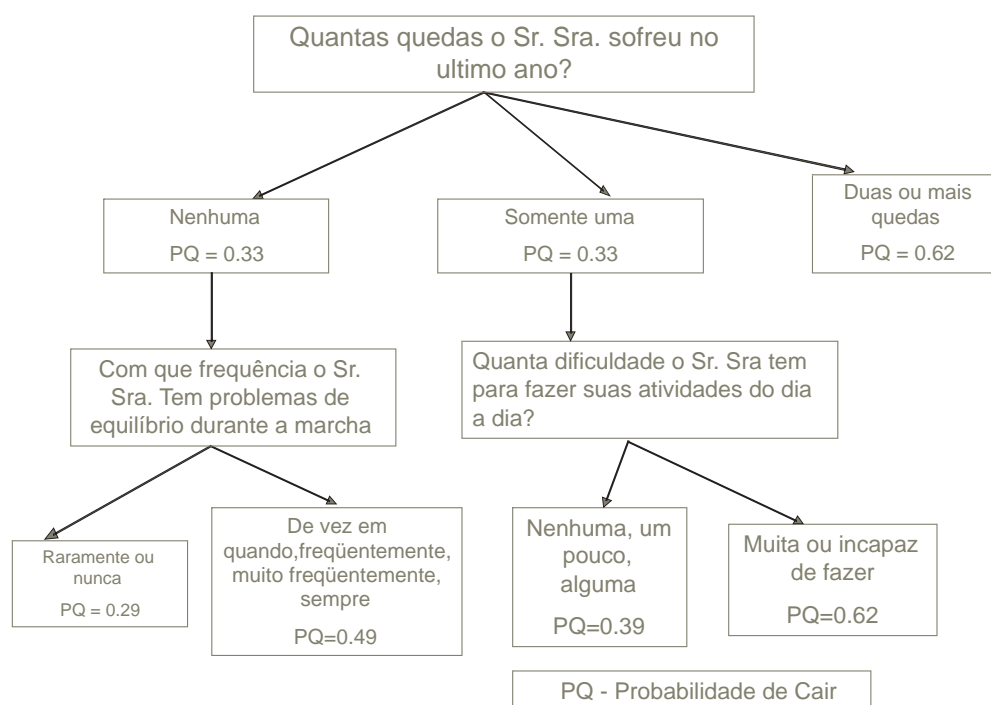 Quantas quedas o Sr. Sra. sofreu no
ultimo ano?
Nenhuma
PQ = 0.33
Somente uma
PQ = 0.33
Duas ou mais
quedas
PQ = 0.62
Com que frequência o Sr.
Sra. Tem problemas de
equilíbrio durante a marcha
Quanta dificuldade o Sr. Sra tem
para fazer suas atividades do dia
a dia?
Raramente ou
nunca
PQ = 0.29
De vez em
quando,freqüentemente,
muito freqüentemente,
sempre
PQ=0.49
Nenhuma, um
pouco,
alguma
PQ=0.39
Muita ou incapaz
de fazer
PQ=0.62
PQ - Probabilidade de Cair